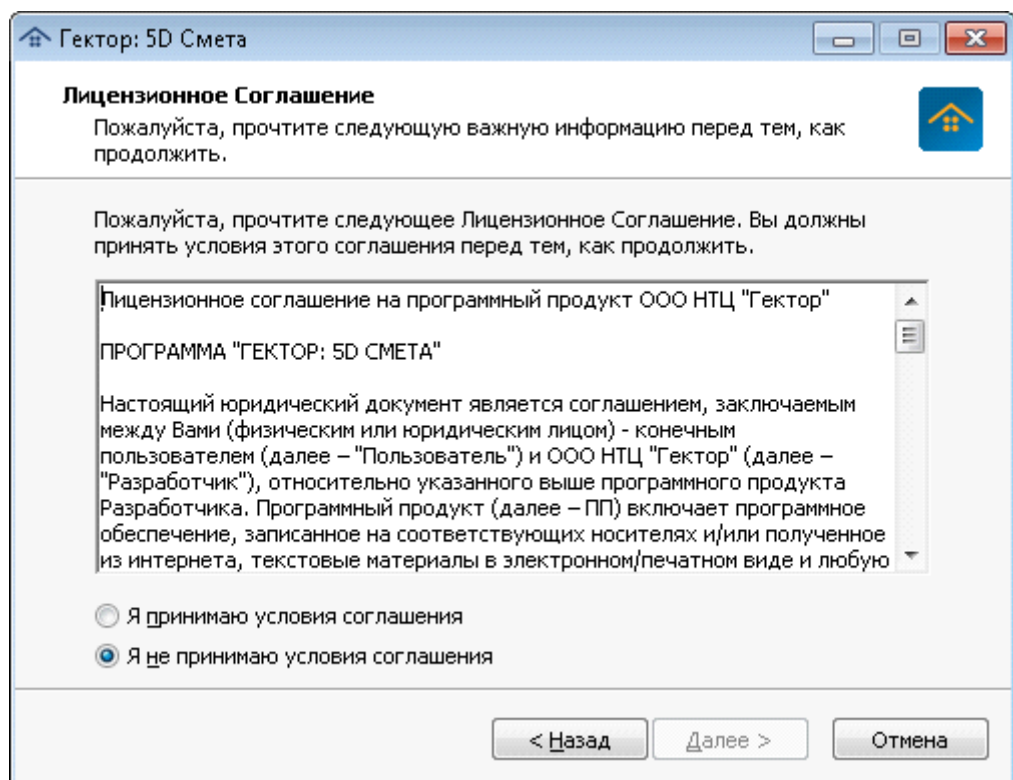 Гектор: 5D Смета
Лицензионное Соглашение
Пожалуйста, прочтите следующую важную информацию перед тем, как
продолжить.
Пожалуйста, прочтите следующее Лицензионное Соглашение. Вы должны
принять условия этого соглашения перед тем, как продолжить.
Лицензионное соглашение на программный продукт ООО НТЦ "Гектор"
ПРОГРАММА "ГЕКТОР: 5D СМЕТА"
Настоящий юридический документ является соглашением, заключаемым
между Вами (физическим или юридическим лицом) - конечным
пользователем (далее – "Пользователь") и ООО НТЦ "Гектор" (далее –
"Разработчик"), относительно указанного выше программного продукта
Разработчика. Программный продукт (далее – ПП) включает программное
обеспечение, записанное на соответствующих носителях и/или полученное
из интернета, текстовые материалы в электронном/печатном виде и любую
Я принимаю условия соглашения
Я не принимаю условия соглашения
< Назад Далее > Отмена